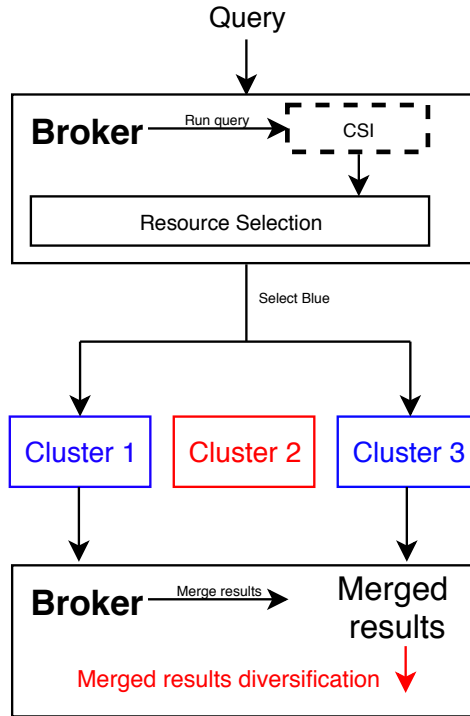 Query
Broker
Run query
CSI
Resource Selection
Select Blue
Cluster 1
Cluster 2
Cluster 3
Broker
Merge results
Merged
results
Merged results diversification